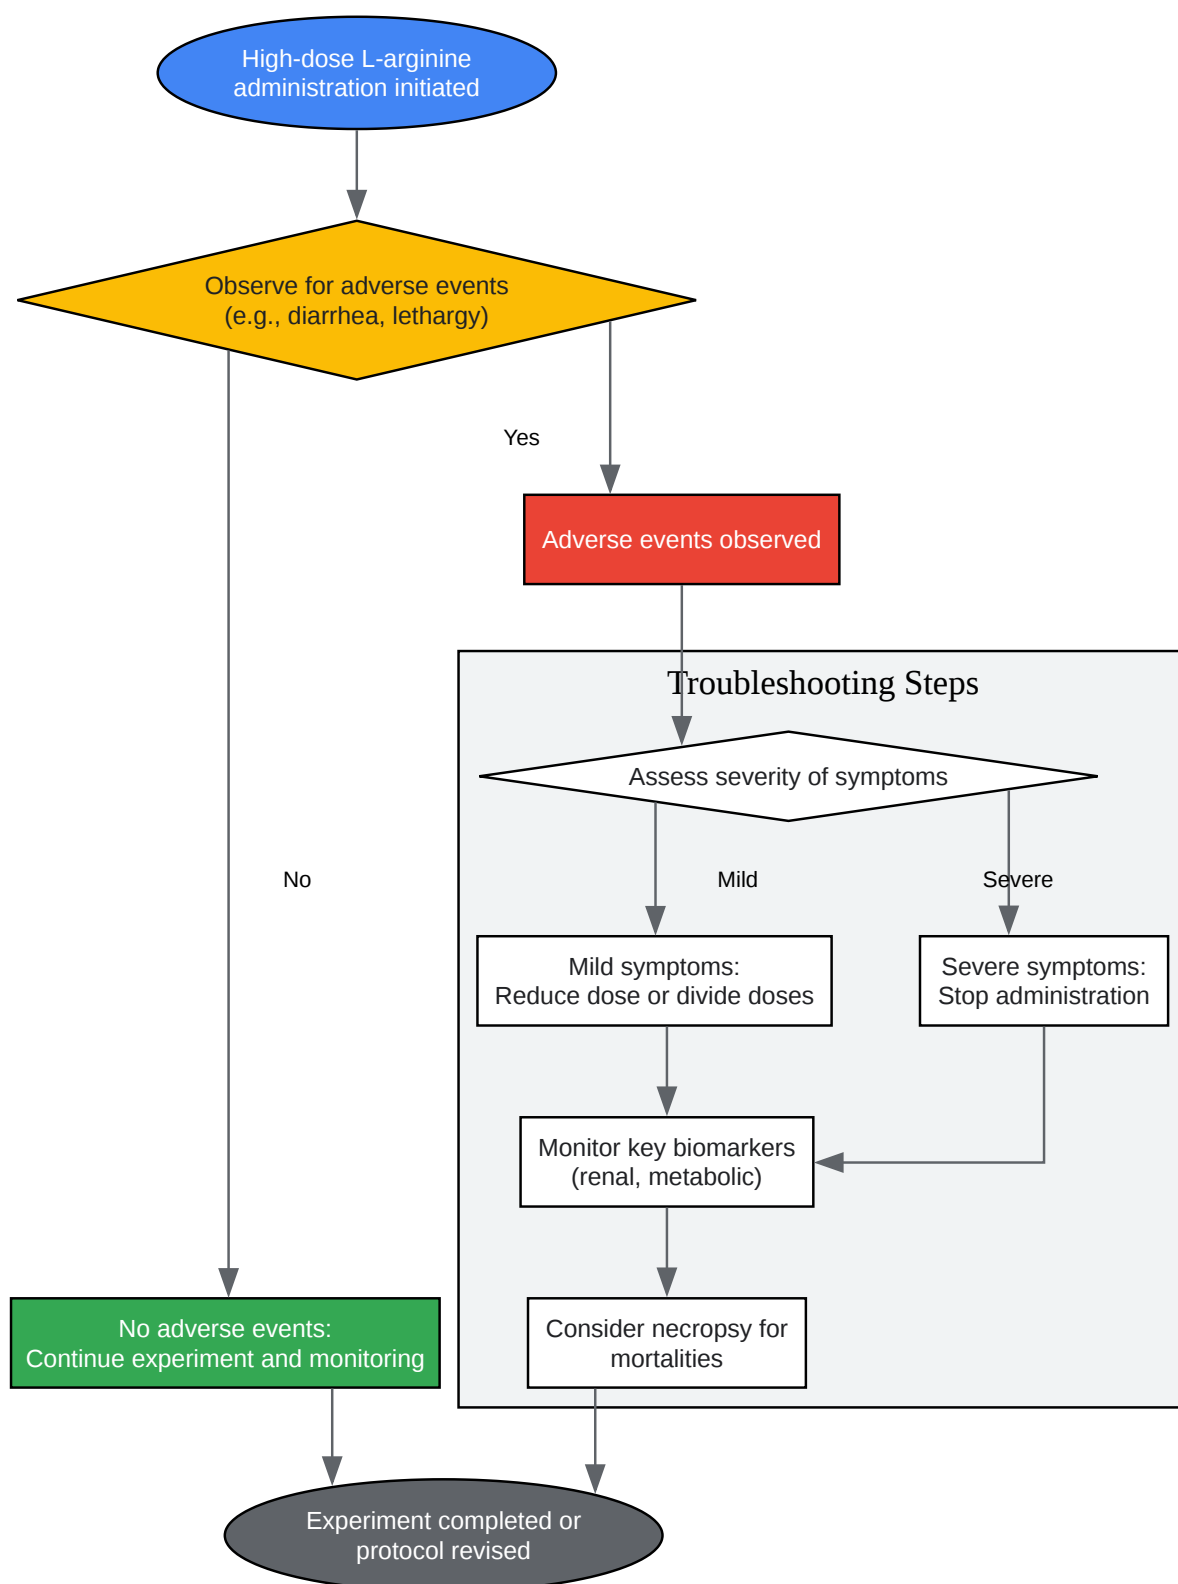 High-dose L-arginine
administration initiated
Observe for adverse events
(e.g., diarrhea, lethargy)
Yes
Adverse events observed
Troubleshooting Steps
Assess severity of symptoms
No
Mild
Severe
Mild symptoms:
Reduce dose or divide doses
Severe symptoms:
Stop administration
Monitor key biomarkers
(renal, metabolic)
No adverse events:
Continue experiment and monitoring
Consider necropsy for
mortalities
Experiment completed or
protocol revised